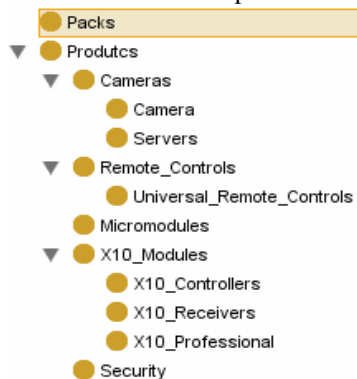 Packs
Produtcs
Cameras
Camera
Servers
Remote_Controls
Universal_Remote_Controls
Micromodules
X10_Modules
X10_Controllers
X10_Receivers
X10_Professional
Security